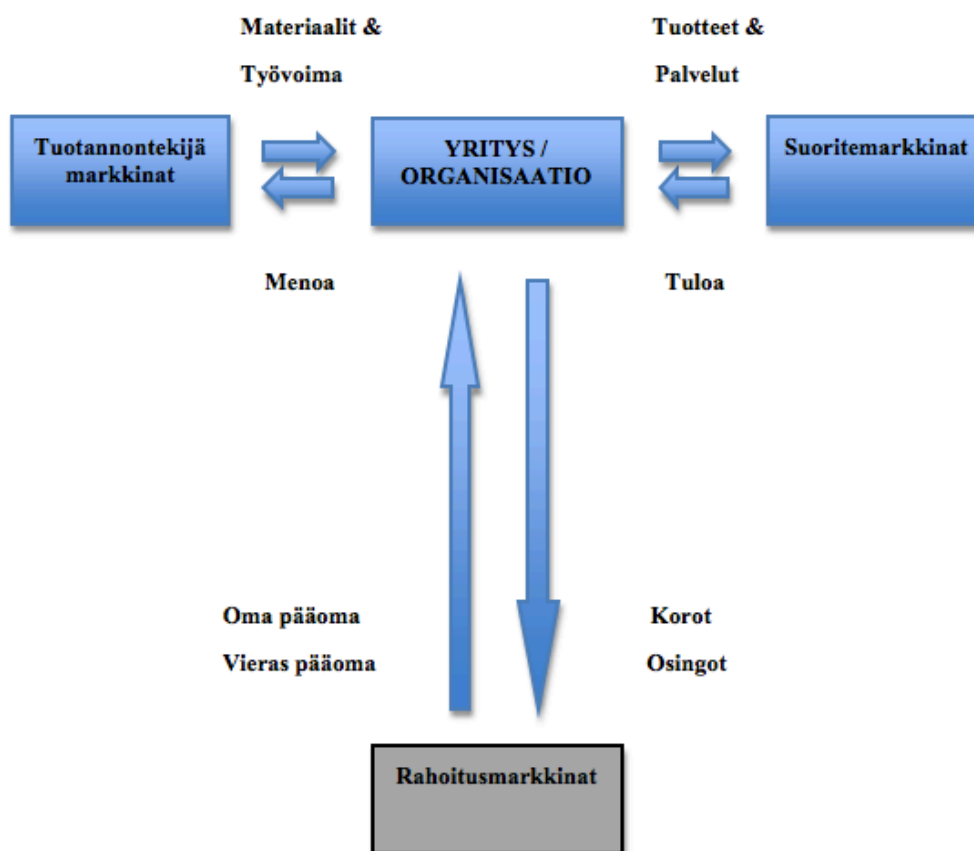 Materiaalit &
Työvoima
Tuotteet &
Palvelut
Tuotannontekijä
markkinat
YRITYS /
ORGANISAATIO
Suoritemarkkinat
Menoa
Tuloa
Oma pääoma
Vieras pääoma
Korot
Osingot
Rahoitusmarkkinat